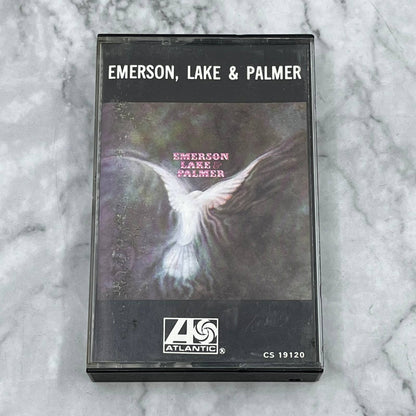 EMERSON, LAKE & PALMER
EMERSON
LAKE &
PALMER
ATLANTIC ®
CS 19120